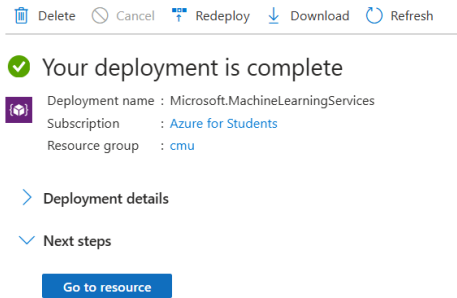 Delete Cancel Redeploy Download Refresh
Your deployment is complete
Deployment name : Microsoft.MachineLearningServices
Subscription : Azure for Students
Resource group : cmu
Deployment details
Next steps
Go to resource